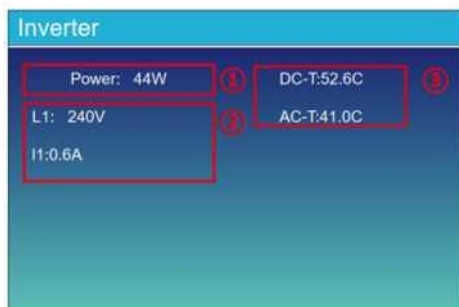 Inverter
Power: 44W
①
DC-T:52.6C
③
L1: 240V
②
AC-T:41.0C
I1:0.6A